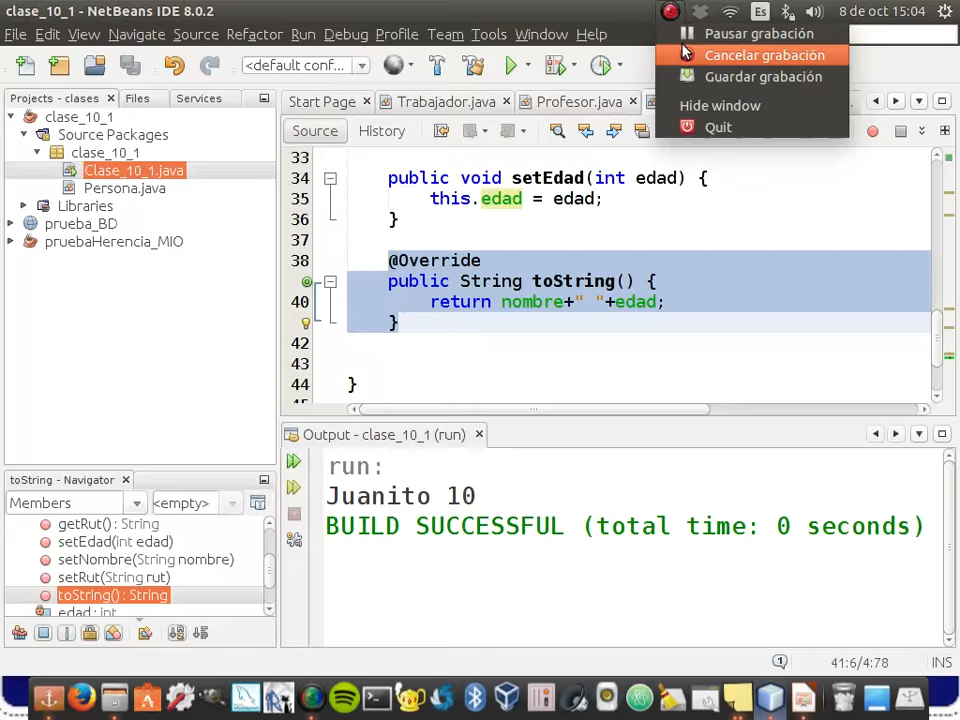 clase_10_1 - NetBeans IDE 8.0.2
Es
8 de oct 15:04
File Edit View Navigate Source Refactor Run Debug Profile Team Tools Window Help
Pausar grabación
Cancelar grabación
Guardar grabación
Hide window
Quit
<default conf...
Projects - clases
Files
Services
Start Page
Trabajador.java
Profesor.java
clase_10_1
Source Packages
clase_10_1
Clase_10_1.java
Persona.java
Libraries
prueba_BD
pruebaHerencia_MIO
Source
History
33
34 public void setEdad(int edad) {
35 this.edad = edad;
36 }
37
38 @Override
public String toString() {
40 return nombre+" "+edad;
}
42
43
44 }
Output - clase_10_1 (run)
run:
Juanito 10
BUILD SUCCESSFUL (total time: 0 seconds)
toString - Navigator
Members
<empty>
getRut() : String
setEdad(int edad)
setNombre(String nombre)
setRut(String rut)
toString() : String
edad : int
1
41:6/4:78
INS